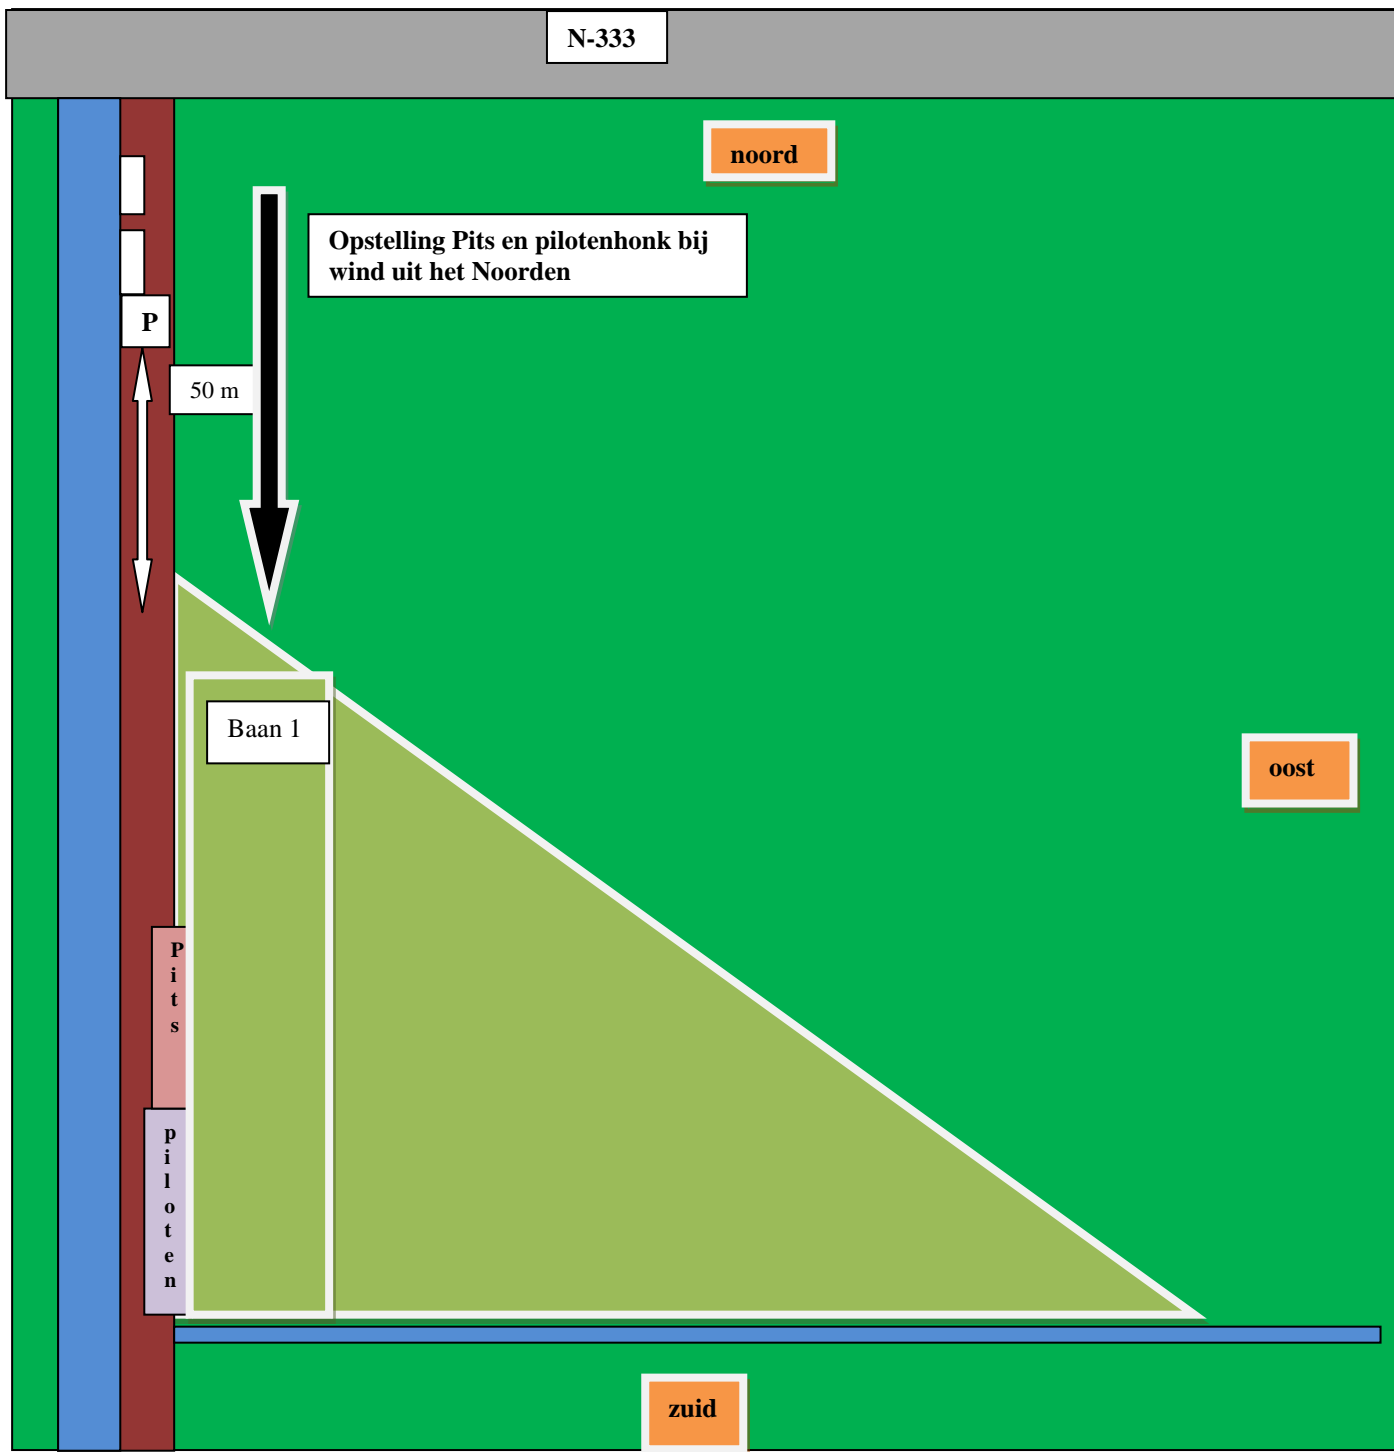 N-333
noord
Opstelling Pits en pilotenhonk bij
wind uit het Noorden
P
50 m
Baan 1
oost
Pits
piloten
zuid